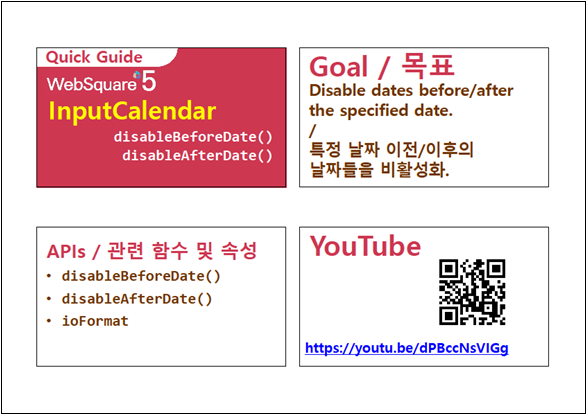 Quick Guide
WebSquare 5
InputCalendar
disableBeforeDate()
disableAfterDate()
Goal / 목표
Disable dates before/after
the specified date.
/
특정 날짜 이전/이후의
날짜들을 비활성화.
APIs / 관련 함수 및 속성
• disableBeforeDate()
• disableAfterDate()
• ioFormat
YouTube
https://youtu.be/dPBccNsVIGg